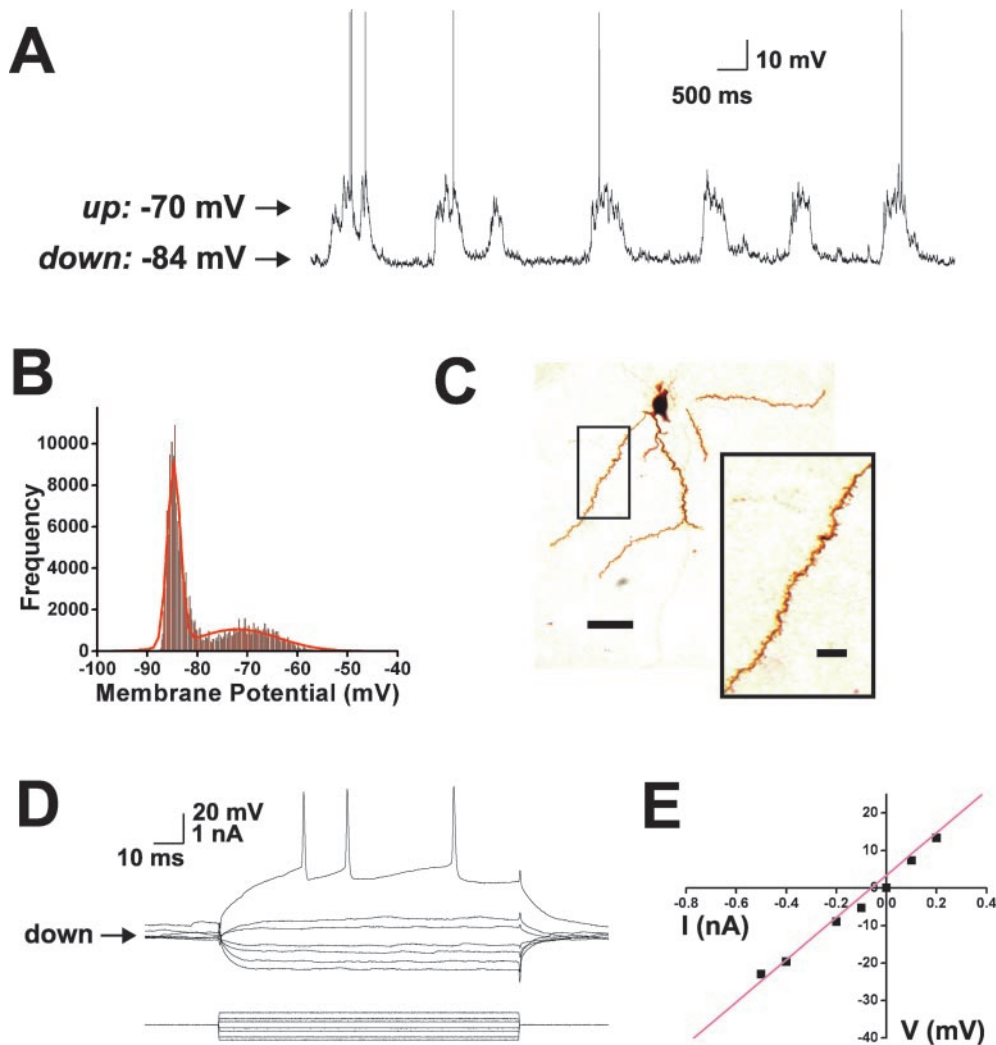 A
10 mV
500 ms
up: -70 mV
down: -84 mV
B
10000
8000
6000
4000
2000
0
Frequency
-100 -90 -80 -70 -60 -50 -40
Membrane Potential (mV)
C
D
20 mV
1 nA
10 ms
down
E
20
10
0
-10
-20
-30
-40
-0.8 -0.6 -0.4 -0.2 0.0 0.2 0.4
I (nA)
V (mV)